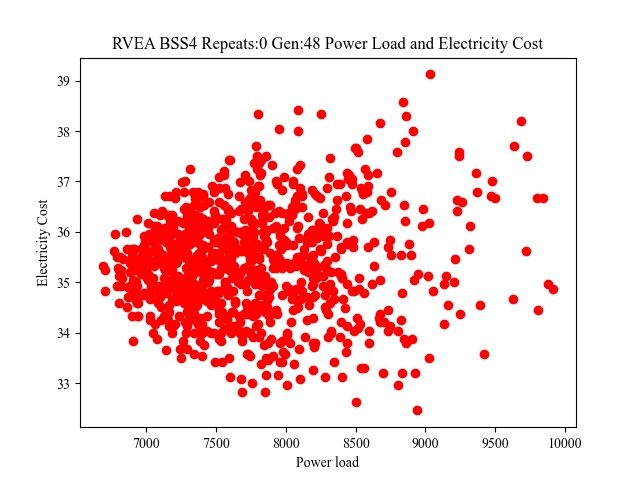 RVEA BSS4 Repeats:0 Gen:48 Power Load and Electricity Cost
39
38
37
36
35
34
33
Electricity Cost
7000 7500 8000 8500 9000 9500 10000
Power load